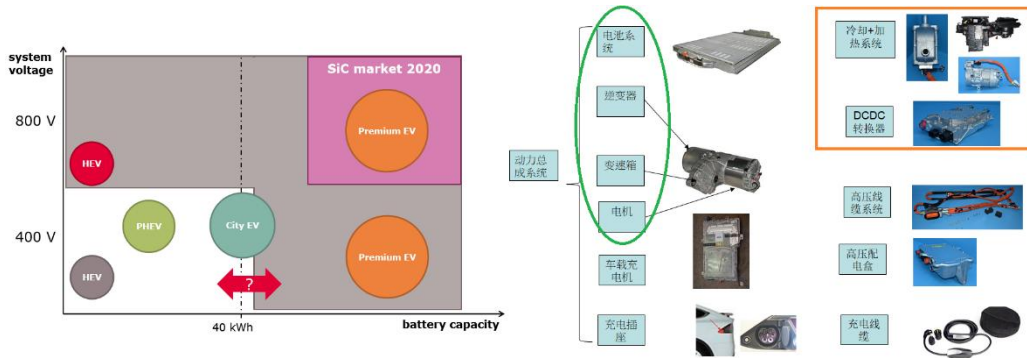 system
voltage
800 V
400 V
SiC market 2020
Premium EV
HEV
PHEV
City EV
Premium EV
HEV
?
40 kWh
battery capacity
动力总
成系统
电池系
统
逆变器
变速箱
电机
车载充
电机
充电插
座
冷却+加
热系统
DCDC
转换器
高压线
缆系统
高压配
电盒
充电线
缆